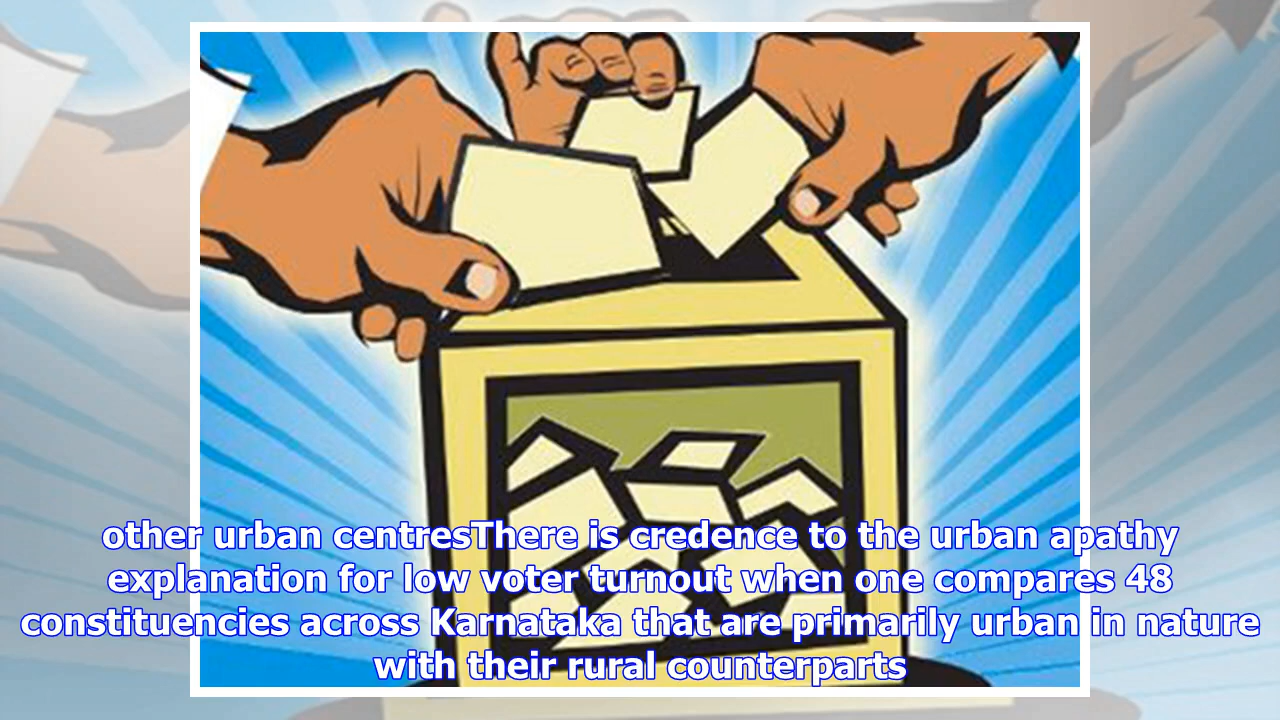 other urban centresThere is credence to the urban apathy
explanation for low voter turnout when one compares 48
constituencies across Karnataka that are primarily urban in nature
with their rural counterparts